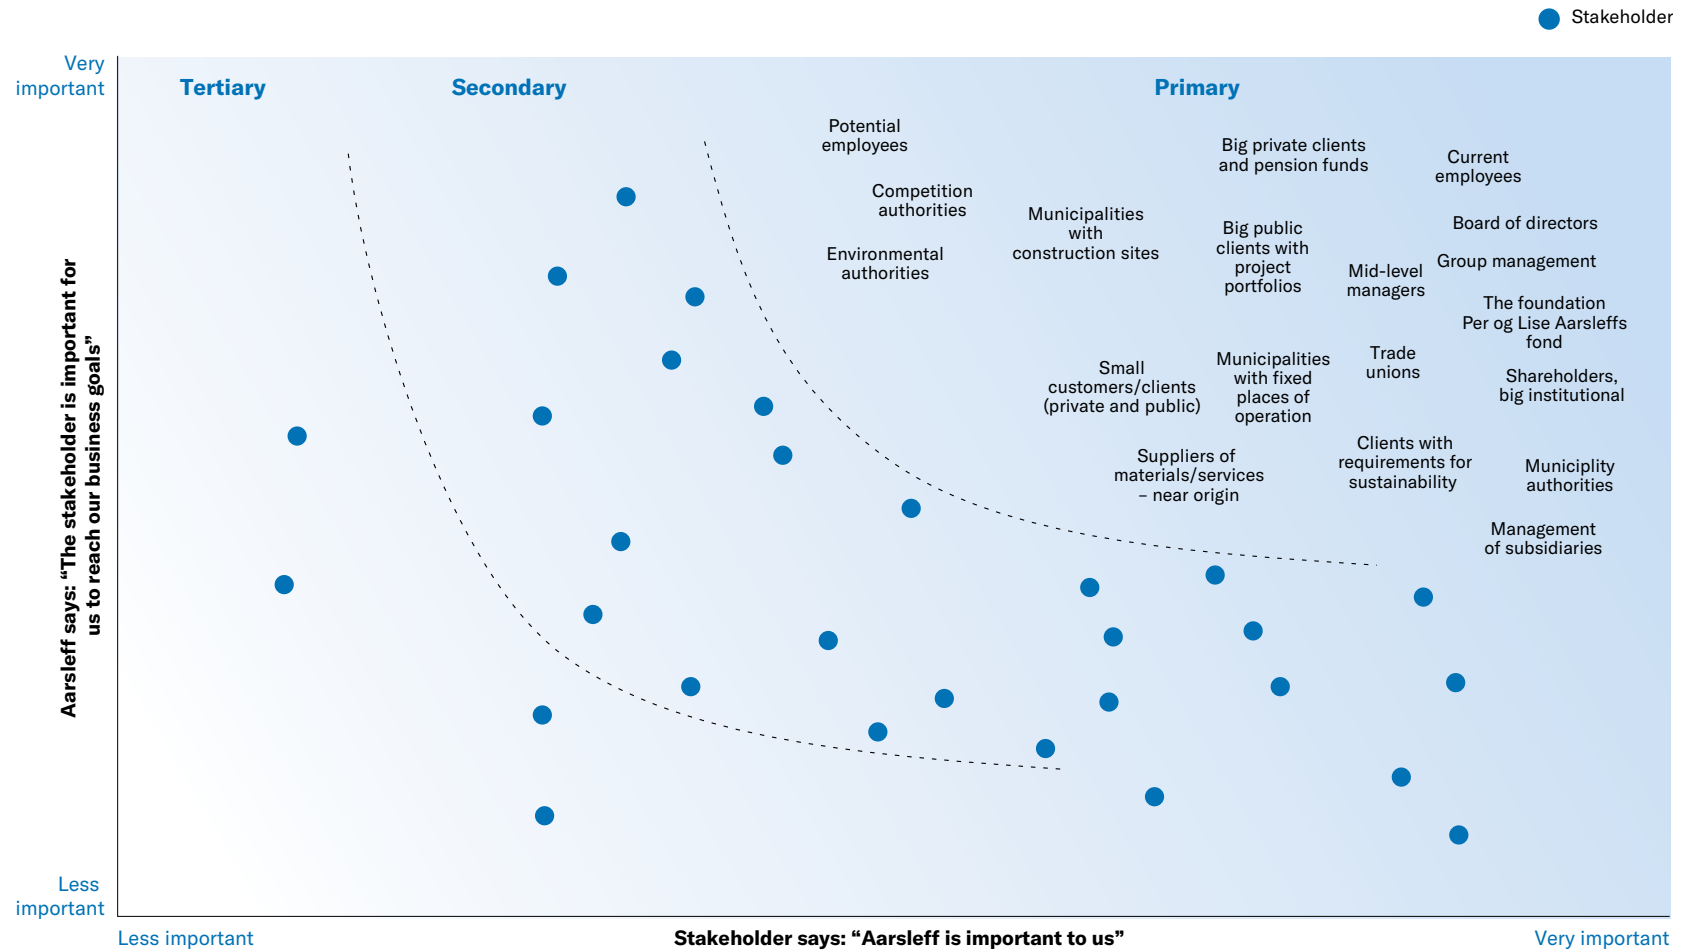 Stakeholder
Very
important
Tertiary
Secondary
Primary
Potential
employees
Big private clients
and pension funds
Current
employees
Competition
authorities
Municipalities
with
construction sites
Big public
clients with
project
portfolios
Board of directors
Environmental
authorities
Mid-level
managers
Group management
The foundation
Per og Lise Aarsleffs
fond
Small
customers/clients
(private and public)
Municipalities
with fixed
places of
operation
Trade
unions
Shareholders,
big institutional
Suppliers of
materials/services
– near origin
Clients with
requirements for
sustainability
Municiplity
authorities
Management
of subsidiaries
Aarsleff says: “The stakeholder is important for
us to reach our business goals”
Less
important
Less important
Stakeholder says: “Aarsleff is important to us”
Very important